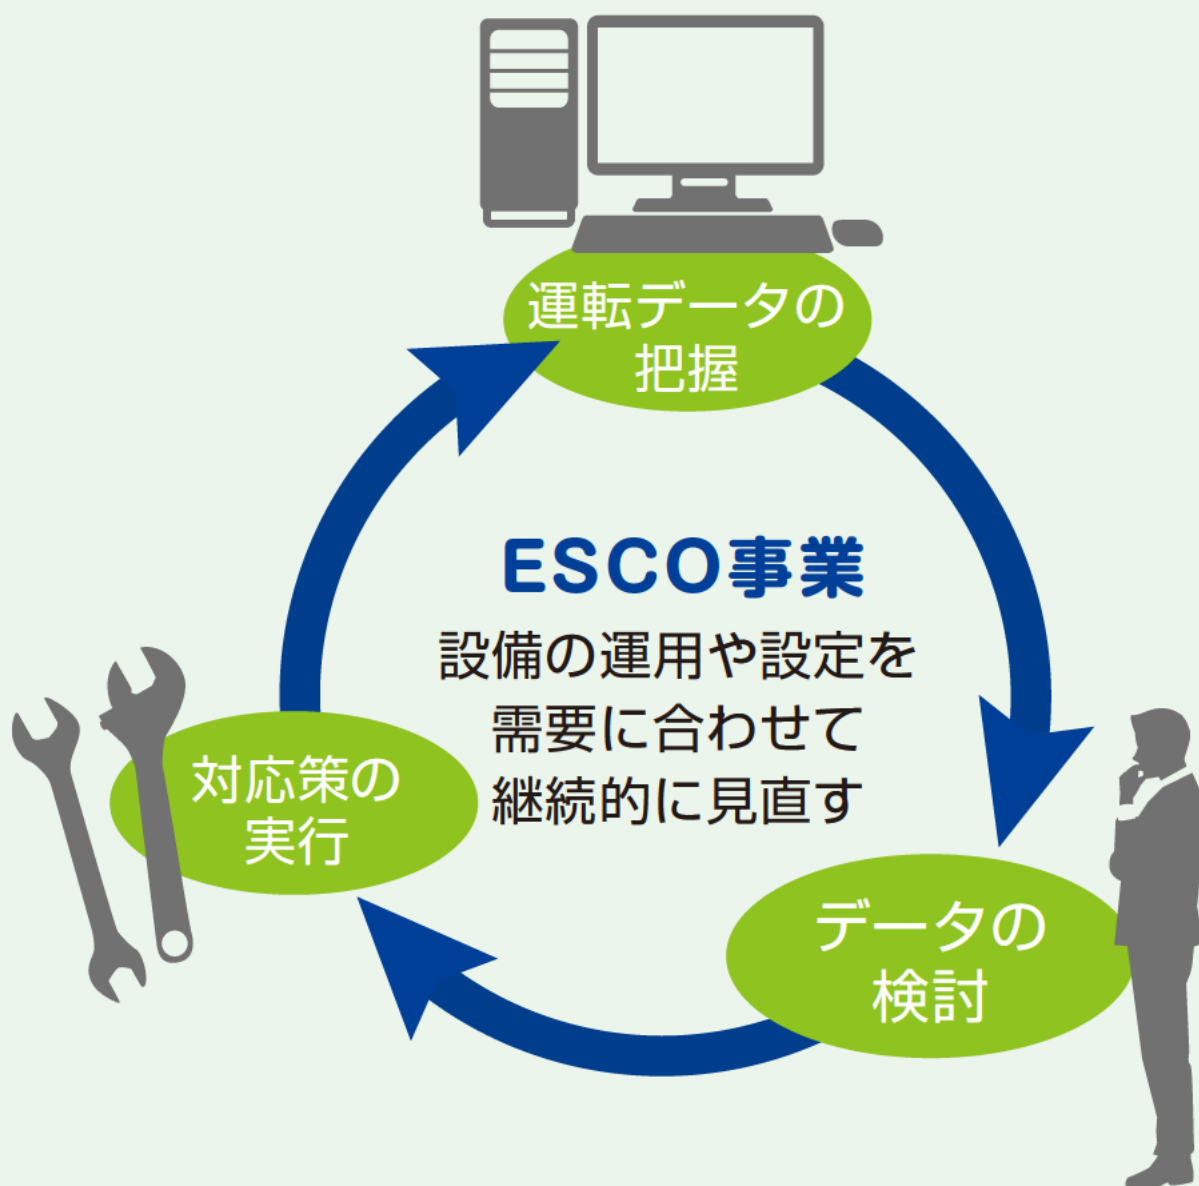 運転データの
把握
ESCO事業
設備の運用や設定を
需要に合わせて
継続的に見直す
対応策の
実行
データの
検討